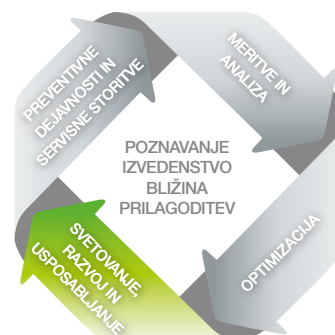 PREVENTIVNE
DEJAVNOSTI IN
SERVISNE STORITVE
MERITVE IN
ANALIZA
POZNAVANJE
IZVEDENSTVO
BLIŽINA
PRILAGODITEV
OPTIMIZACIJA
SVETOVANJE,
RAZVOJ IN
USPOSABLJANJE